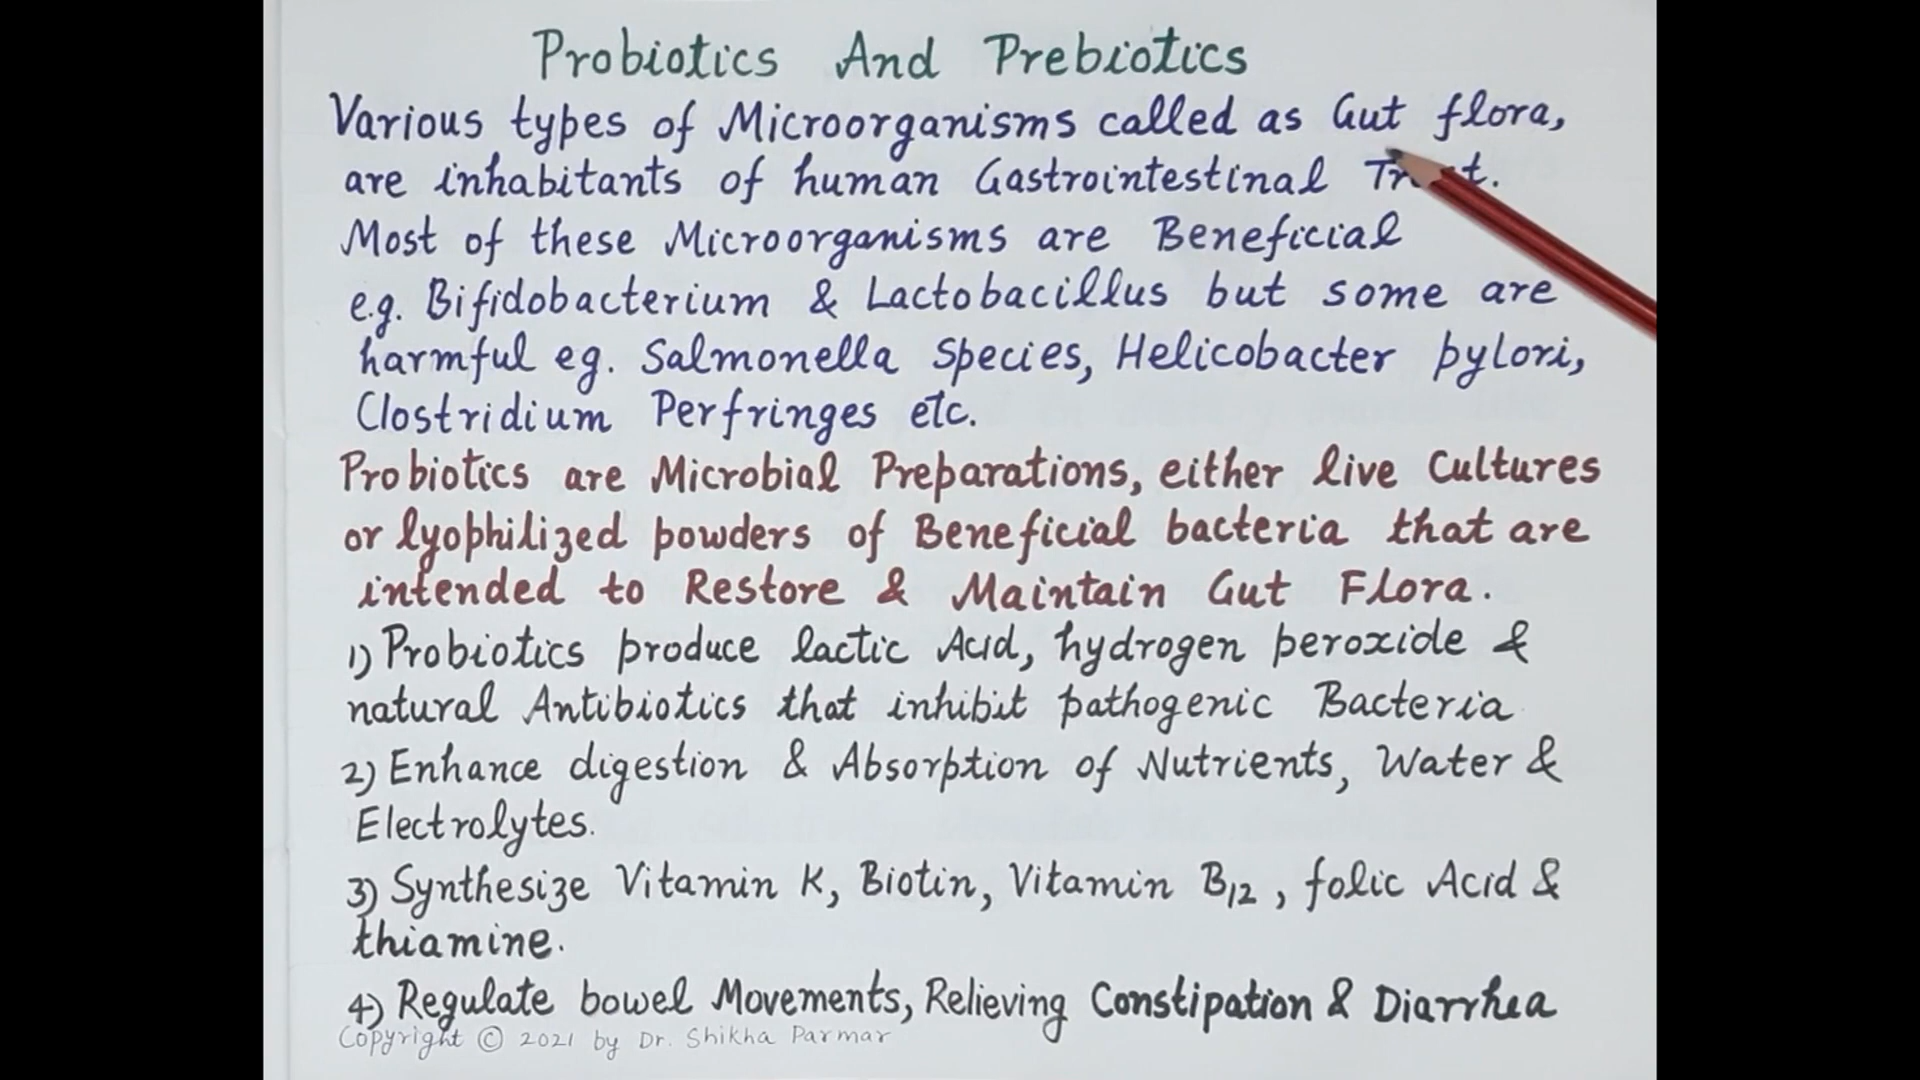 Probiotics And Prebiotics
Various types of Microorganisms called as Gut flora,
are inhabitants of human Gastrointestinal
Most of these Microorganisms are Beneficial
e.g. Bifidobacterium & Lactobacillus but some are
harmful eg. Salmonella Species, Helicobacter pylori,
Clostridium Perfringes etc.
Probiotics are Microbial Preparations, either live Cultures
or lyophilized powders of Beneficial bacteria that are
intended to Restore & Maintain Gut Flora.
1) Probiotics produce lactic Acid, hydrogen peroxide &
natural Antibiotics that inhibit pathogenic Bacteria
2) Enhance digestion & Absorption of Nutrients, Water &
Electrolytes.
3) Synthesize Vitamin K, Biotin, Vitamin B12, folic Acid &
thiamine.
4) Regulate bowel Movements, Relieving Constipation & Diarrhea
Copyright © 2021 by Dr. Shikha Parmar